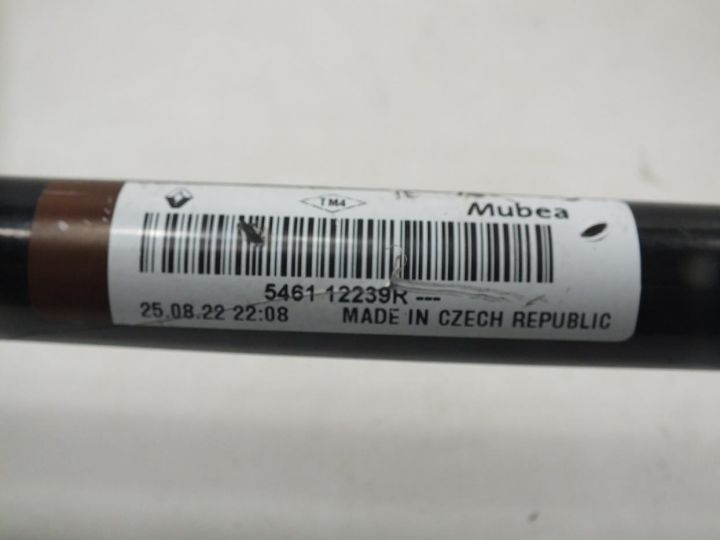 TM4
Mubea
5461 12239R ---
25.08.22 22:08 MADE IN CZECH REPUBLIC